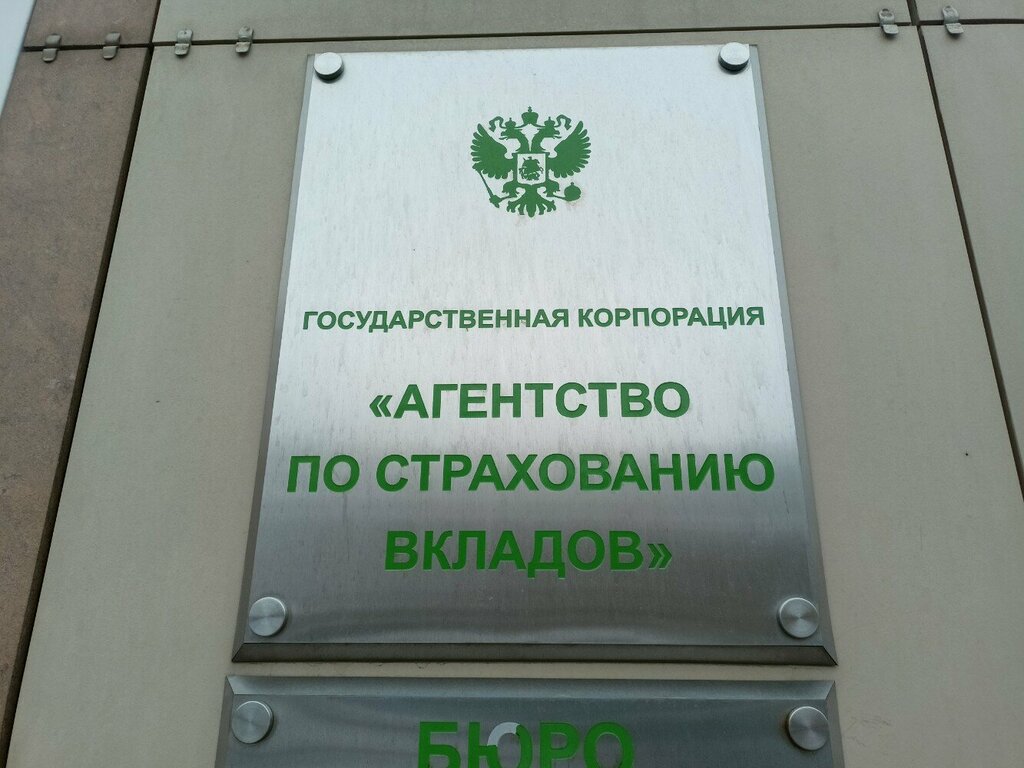 ГОСУДАРСТВЕННАЯ КОРПОРАЦИЯ
«АГЕНТСТВО
ПО СТРАХОВАНИЮ
ВКЛАДОВ»
БЮРО